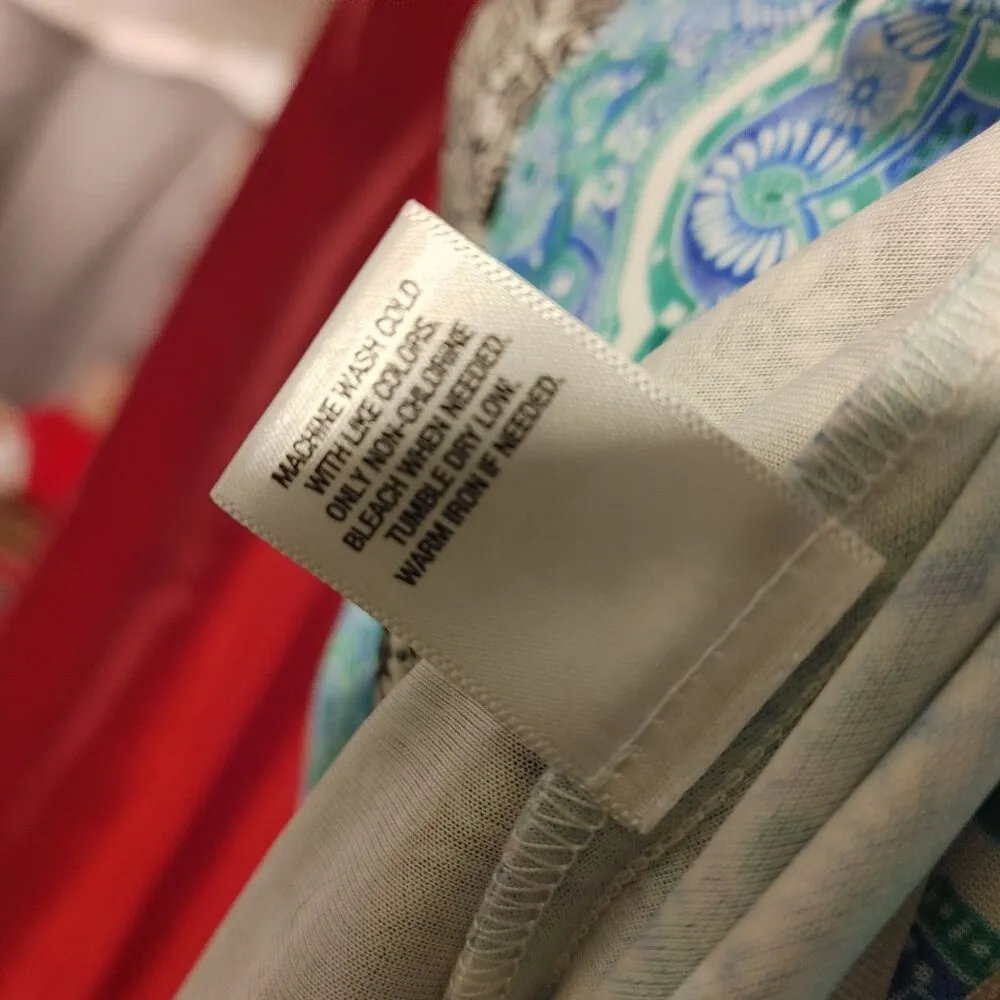 MACHINE WASH COLD
WITH LIKE COLORS.
ONLY NON-CHLORINE
BLEACH WHEN NEEDED.
TUMBLE DRY LOW.
WARM IRON IF NEEDED.